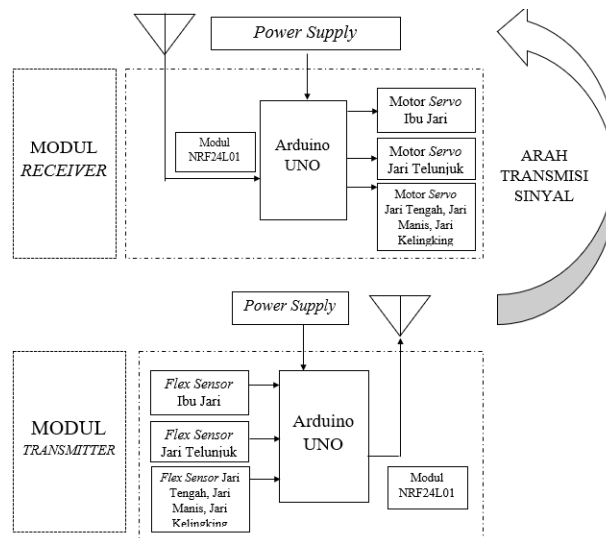 Power Supply
MODUL
RECEIVER
Modul
NRF24L01
Arduino
UNO
Motor Servo
Ibu Jari
Motor Servo
Jari Telunjuk
Motor Servo
Jari Tengah, Jari
Manis, Jari
Kelingking
ARAH
TRANSMISI
SINYAL
Power Supply
MODUL
TRANSMITTER
Flex Sensor
Ibu Jari
Flex Sensor
Jari Telunjuk
Flex Sensor Jari
Tengah, Jari
Manis, Jari
Kelingking
Arduino
UNO
Modul
NRF24L01